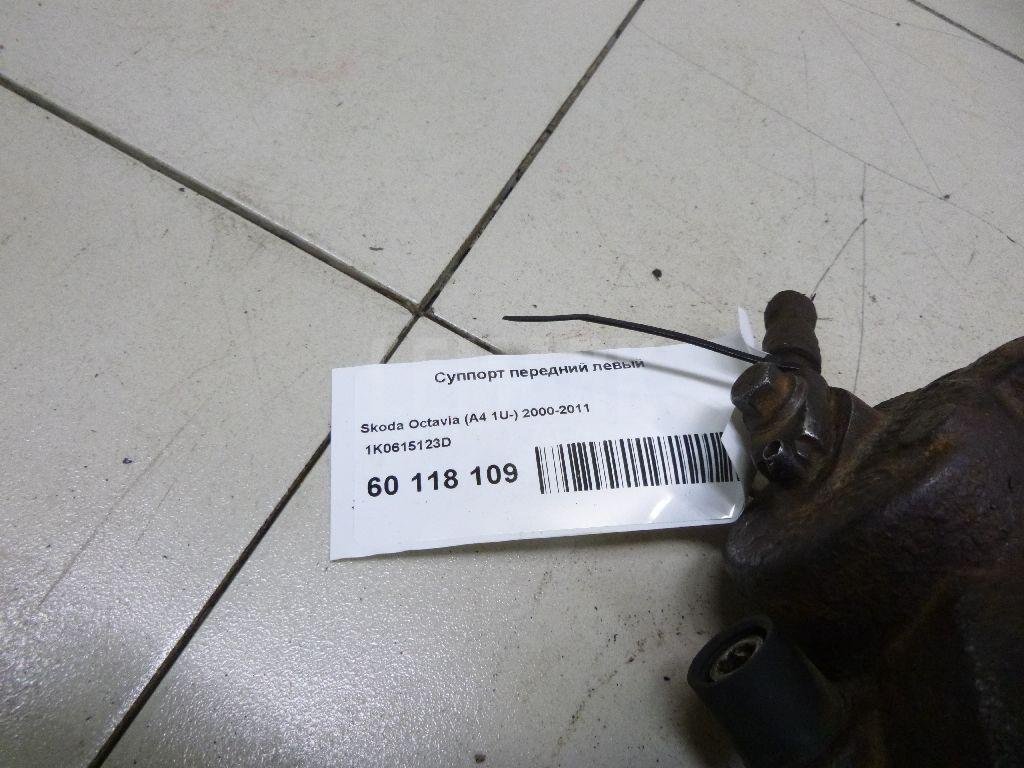 Суппорт передний левый
Skoda Octavia (A4 1U-) 2000-2011
1K0615123D
60 118 109